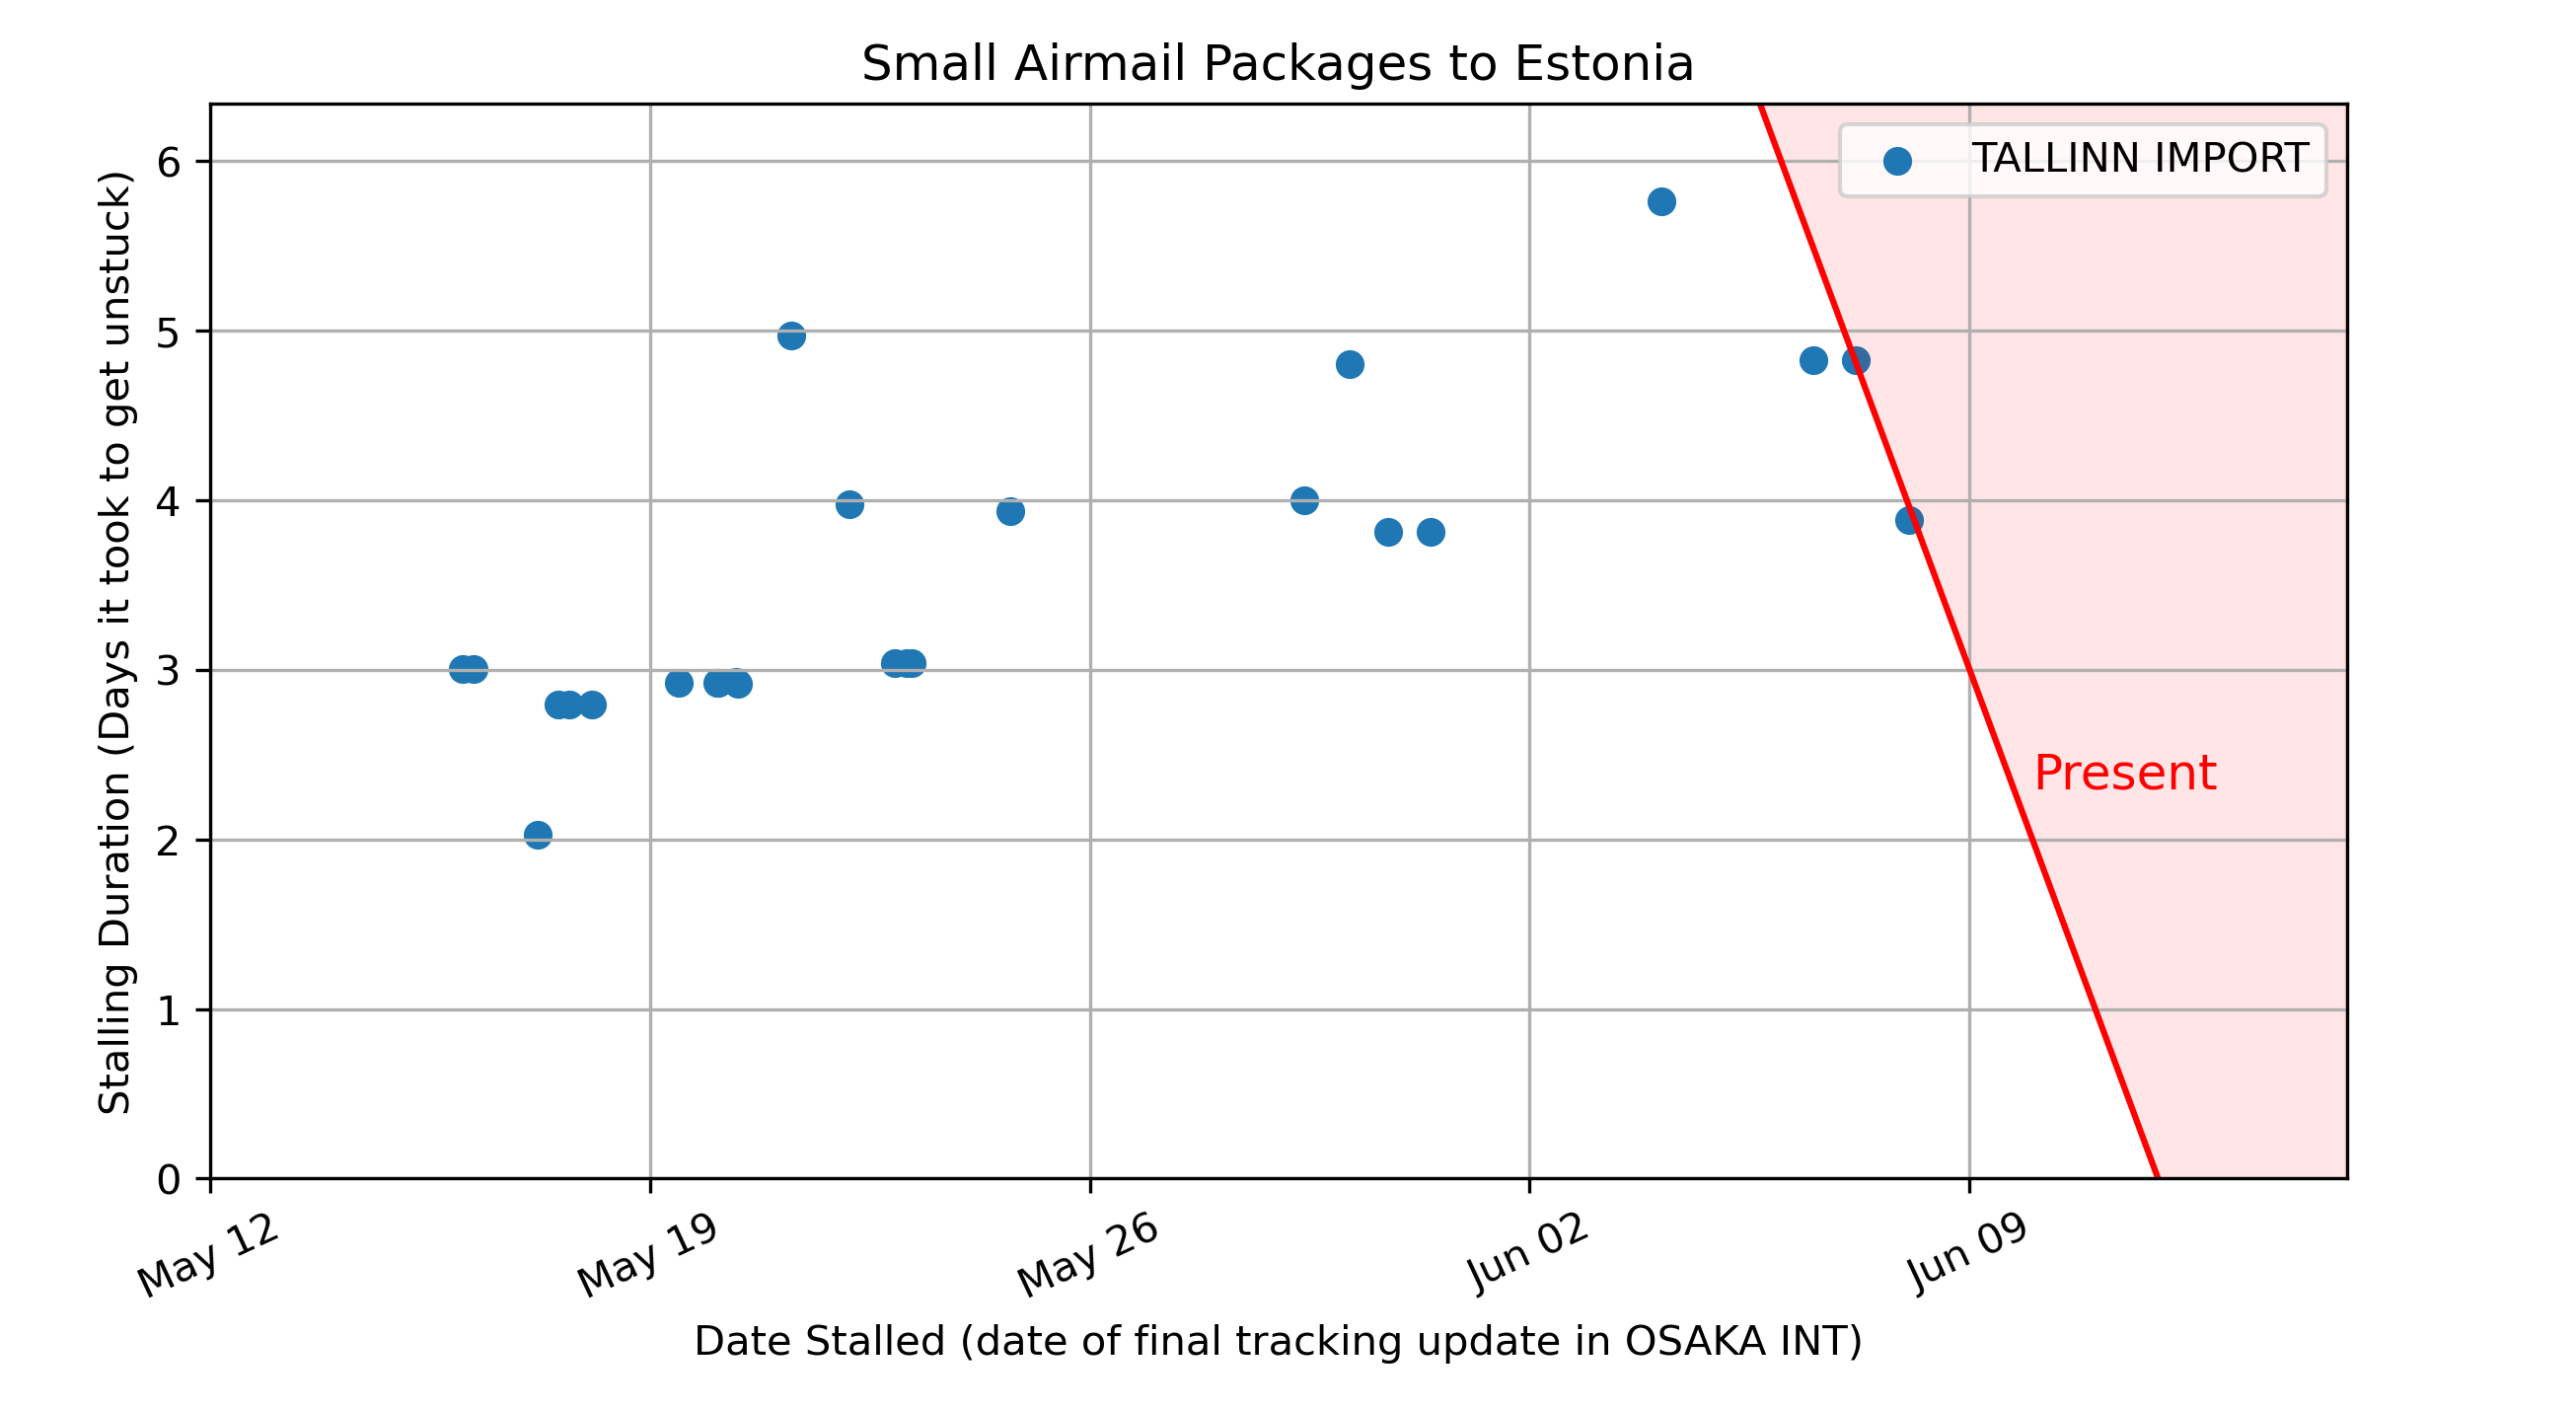 Small Airmail Packages to Estonia
TALLINN IMPORT
Stalling Duration (Days it took to get unstuck)
6
5
4
3
2
1
0
Present
May 12
May 19
May 26
Jun 02
Jun 09
Date Stalled (date of final tracking update in OSAKA INT)